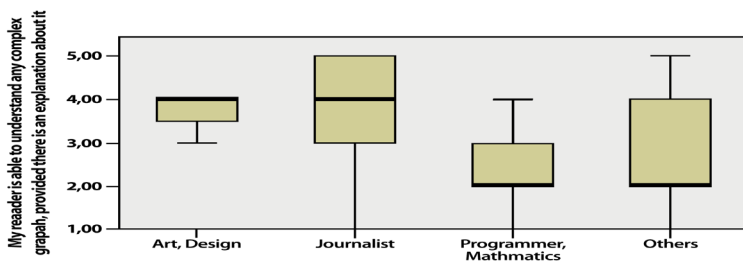 My reaader is able to understand any complex
grapah, provided there is an explanation about it
5,00
4,00
3,00
2,00
1,00
Art, Design
Journalist
Programmer,
Mathmatics
Others